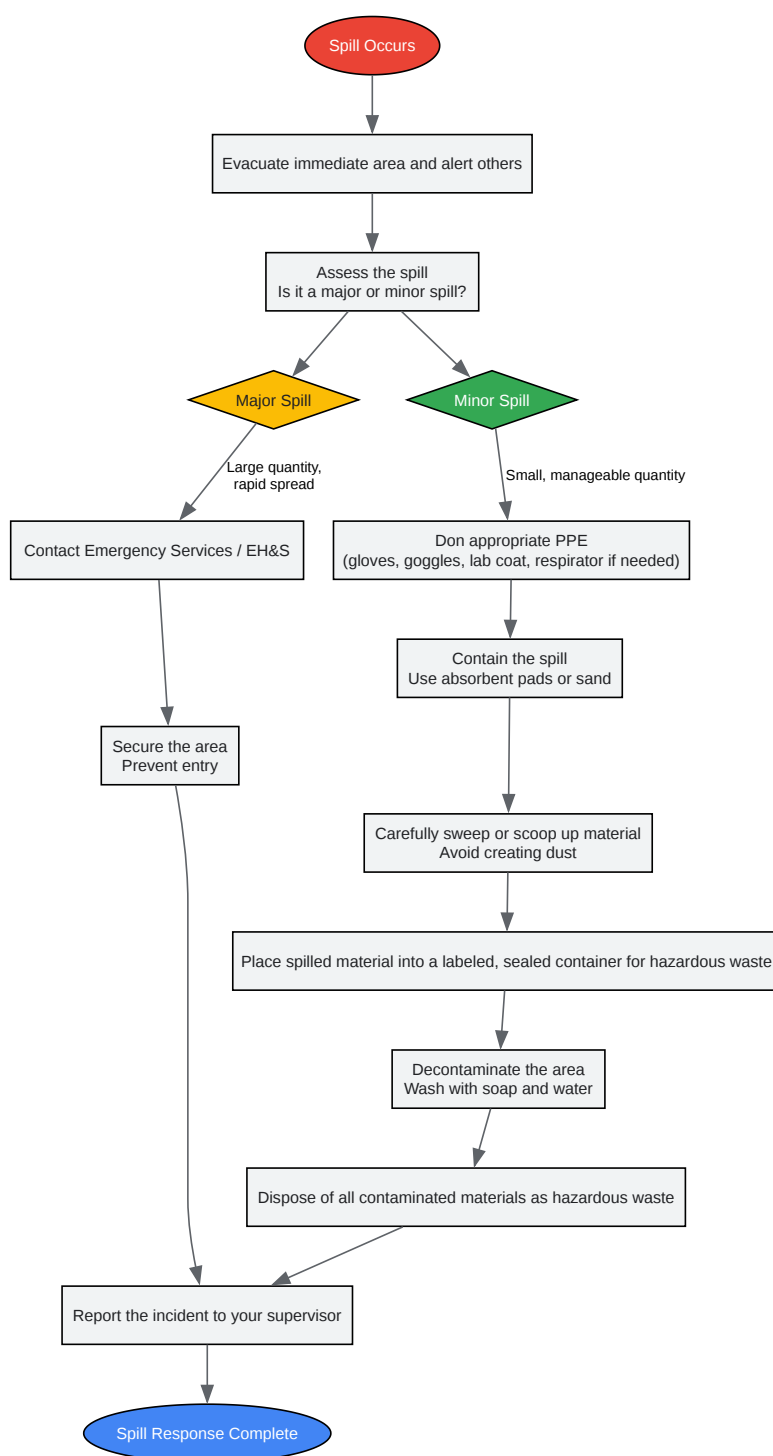 Spill Occurs
Evacuate immediate area and alert others
Assess the spill
Is it a major or minor spill?
Major Spill
Minor Spill
Large quantity,
rapid spread
Small, manageable quantity
Contact Emergency Services / EH&S
Don appropriate PPE
(gloves, goggles, lab coat, respirator if needed)
Contain the spill
Use absorbent pads or sand
Secure the area
Prevent entry
Carefully sweep or scoop up material
Avoid creating dust
Place spilled material into a labeled, sealed container for hazardous waste
Decontaminate the area
Wash with soap and water
Dispose of all contaminated materials as hazardous waste
Report the incident to your supervisor
Spill Response Complete